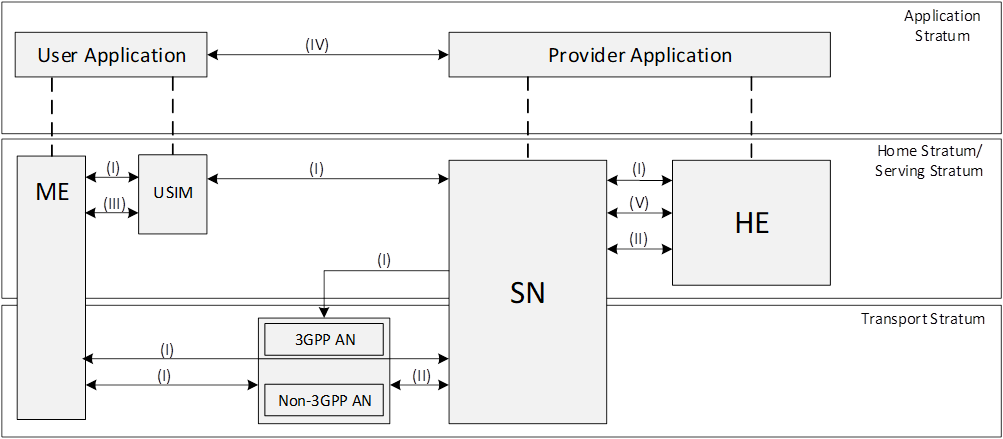 Application
Stratum
User Application
(IV)
Provider Application
Home Stratum/
Serving Stratum
ME
(I)
(III)
USIM
(I)
(I)
(V)
(II)
HE
(I)
SN
Transport Stratum
3GPP AN
(I)
(I)
(II)
Non-3GPP AN